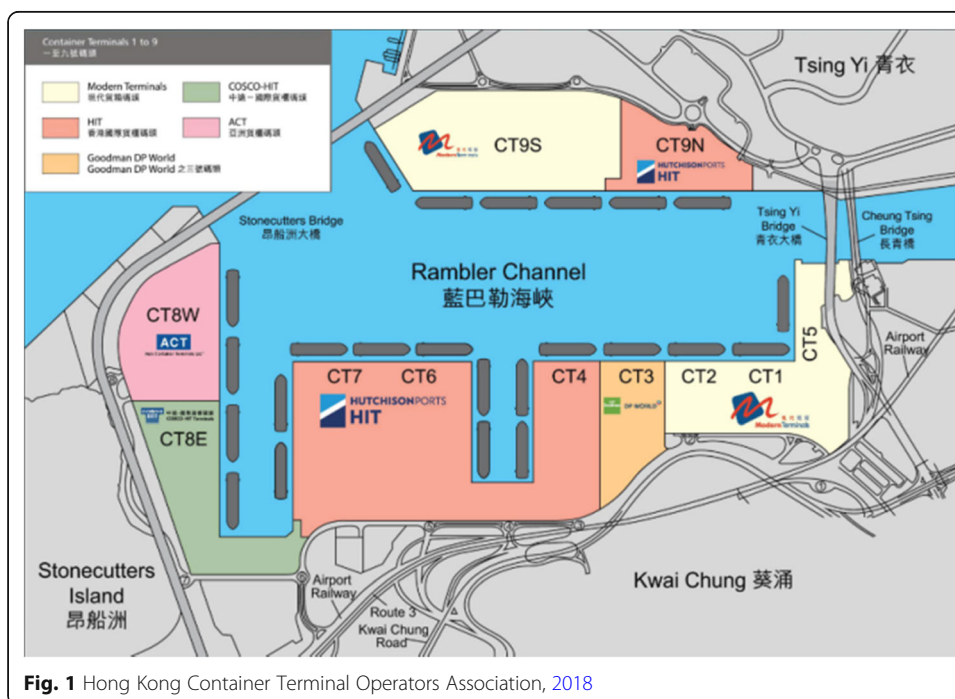 Container Terminals 1 to 9
一至九號碼頭
Modern Terminals
現代貨箱碼頭
COSCO-HIT
中遠－國際貨櫃碼頭
HIT
香港國際貨櫃碼頭
ACT
亞洲貨櫃碼頭
Goodman DP World
Goodman DP World 之三號碼頭
Tsing Yi 青衣
CT9S
Modern Terminals
CT9N
HUTCHISON PORTS
HIT
Stonecutters Bridge
昂船洲大橋
Tsing Yi
Bridge
青衣大橋
Cheung Tsing
Bridge
長青橋
Rambler Channel
藍巴勒海峽
CT8W
ACT
CT5
Airport
Railway
CT7
CT6
CT4
CT3
CT2
CT1
HUTCHISON PORTS
HIT
DP WORLD
Modern Terminals
CT8E
Stonecutters
Island
昂船洲
Airport
Railway
Route 3
Kwai Chung
Road
Kwai Chung 葵涌
Fig. 1 Hong Kong Container Terminal Operators Association, 2018